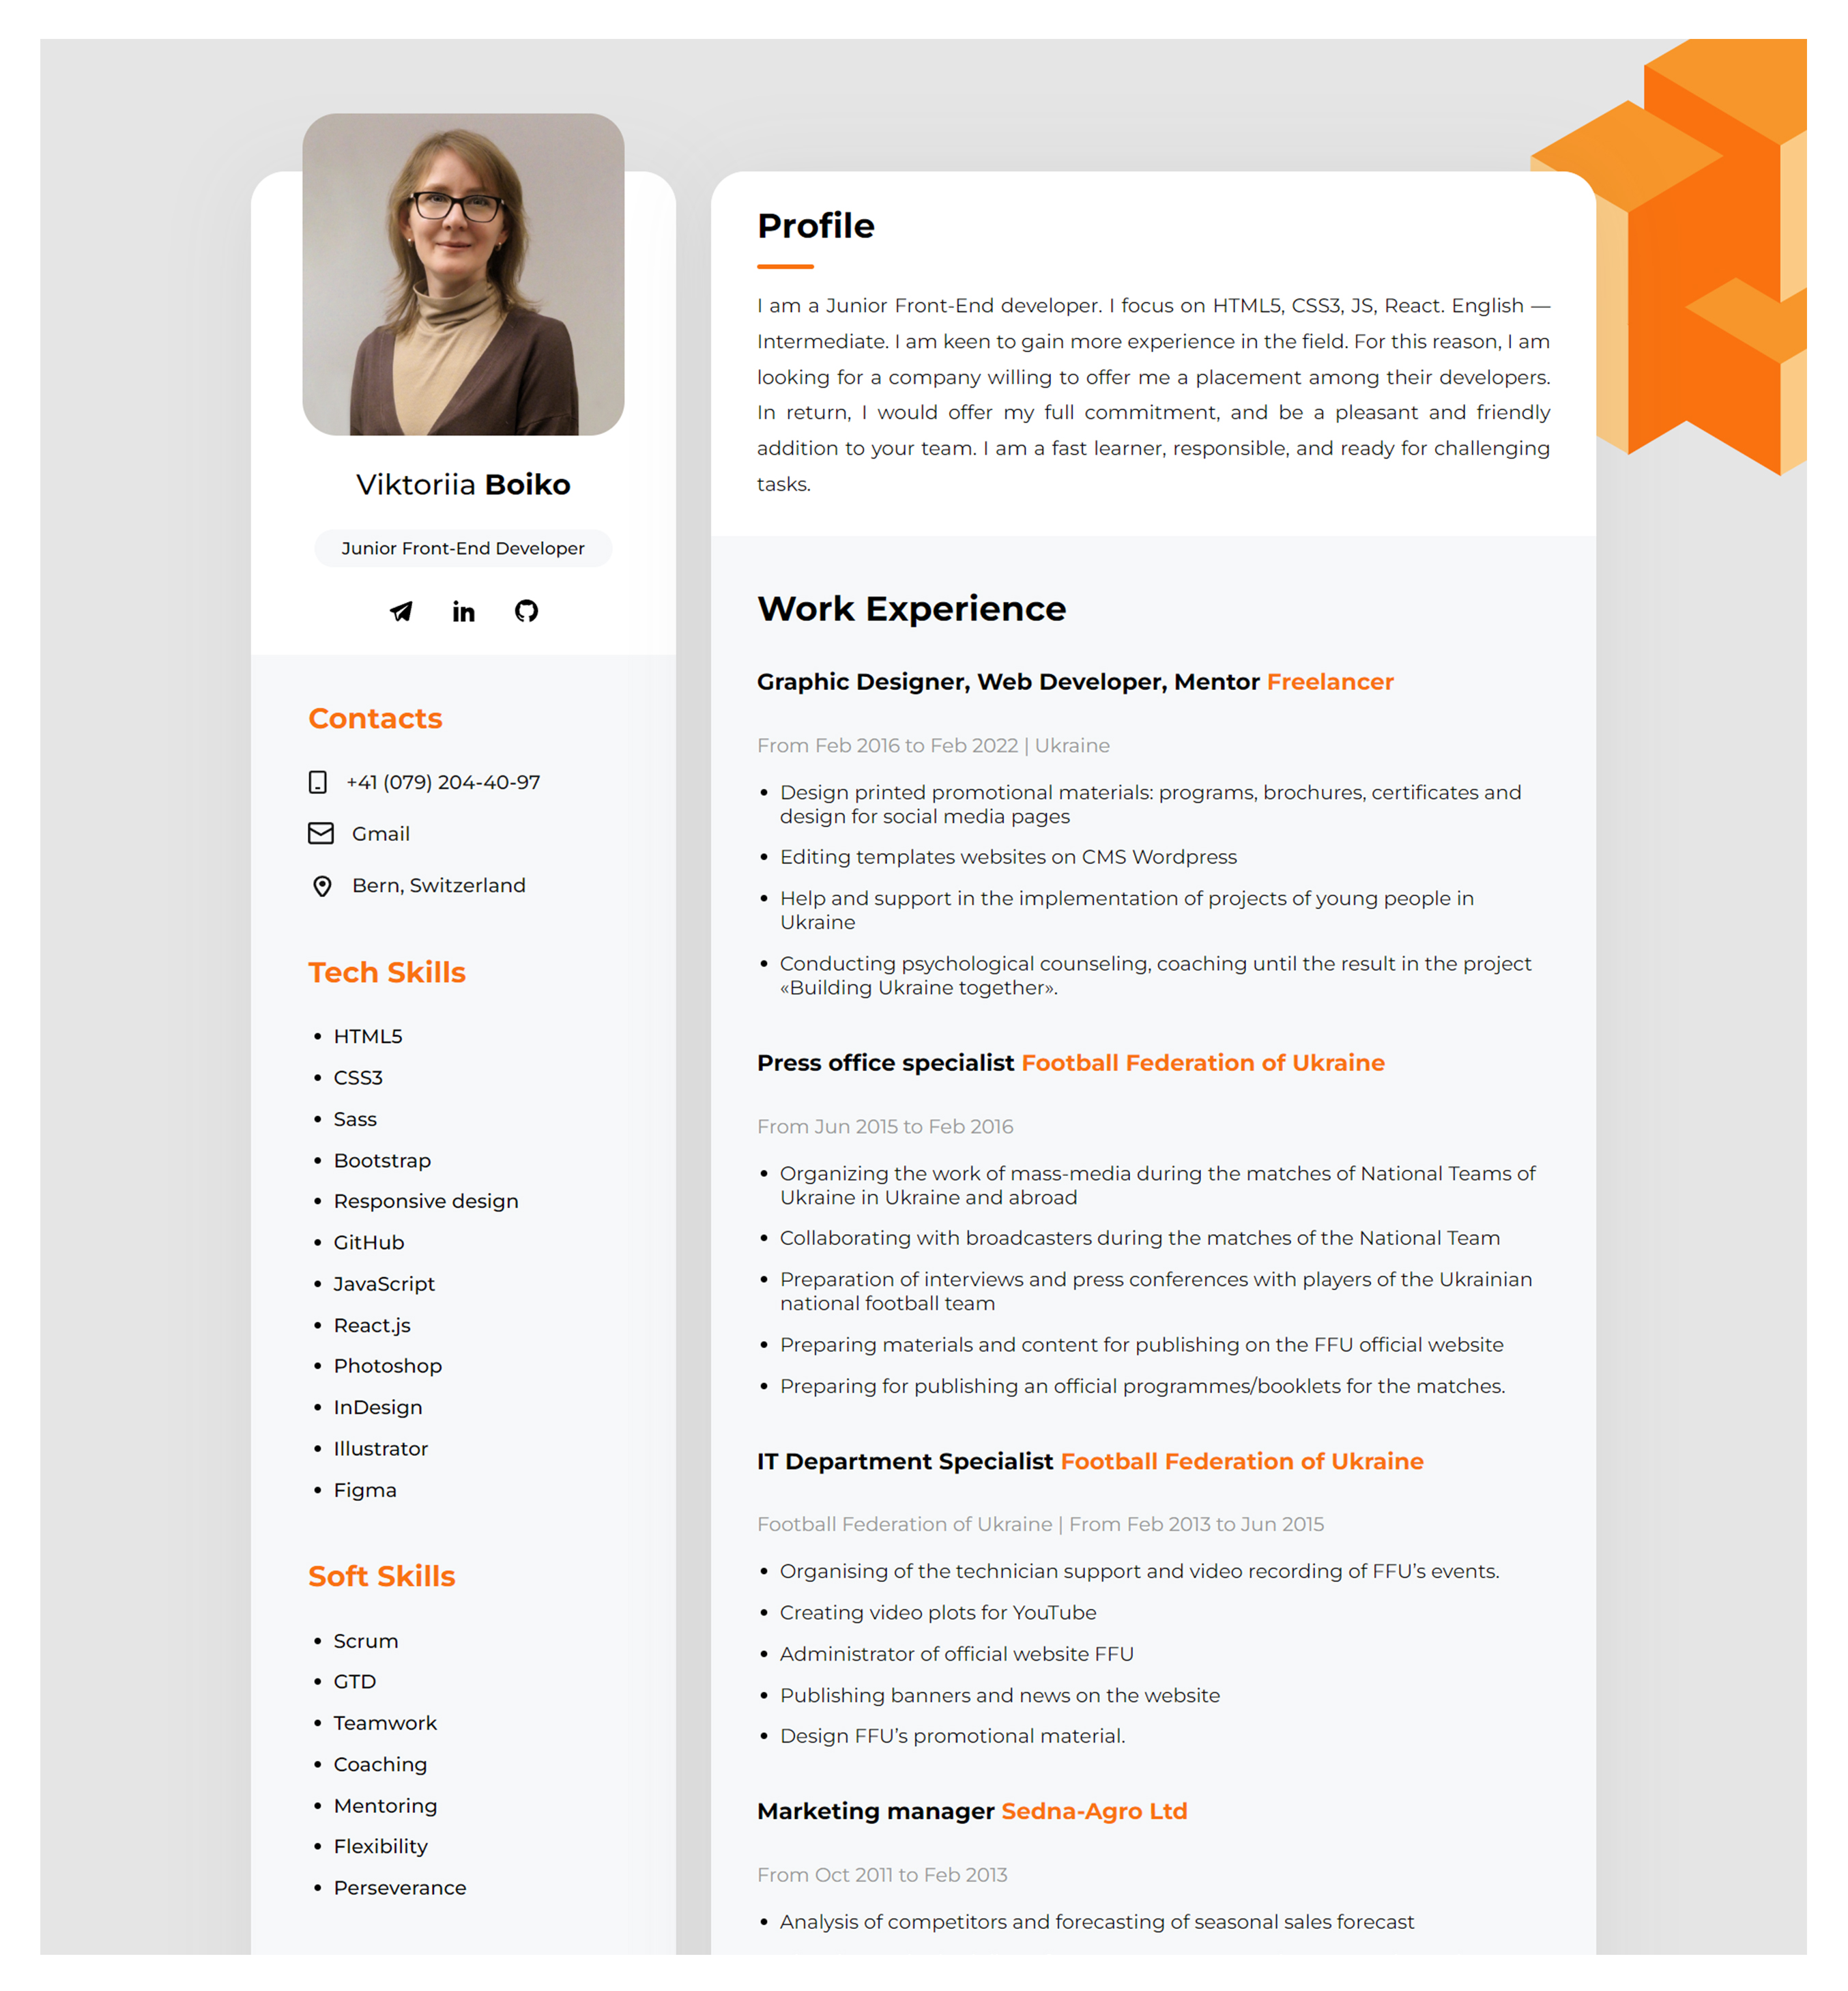 Viktoriia Boiko
Junior Front-End Developer
Contacts
+41 (079) 204-40-97
Gmail
Bern, Switzerland
Tech Skills
• HTML5
• CSS3
• Sass
• Bootstrap
• Responsive design
• GitHub
• JavaScript
• React.js
• Photoshop
• InDesign
• Illustrator
• Figma
Soft Skills
• Scrum
• GTD
• Teamwork
• Coaching
• Mentoring
• Flexibility
• Perseverance
Profile
I am a Junior Front-End developer. I focus on HTML5, CSS3, JS, React. English —
Intermediate. I am keen to gain more experience in the field. For this reason, I am
looking for a company willing to offer me a placement among their developers.
In return, I would offer my full commitment, and be a pleasant and friendly
addition to your team. I am a fast learner, responsible, and ready for challenging
tasks.
Work Experience
Graphic Designer, Web Developer, Mentor Freelancer
From Feb 2016 to Feb 2022 | Ukraine
• Design printed promotional materials: programs, brochures, certificates and
design for social media pages
• Editing templates websites on CMS Wordpress
• Help and support in the implementation of projects of young people in
Ukraine
• Conducting psychological counseling, coaching until the result in the project
«Building Ukraine together».
Press office specialist Football Federation of Ukraine
From Jun 2015 to Feb 2016
• Organizing the work of mass-media during the matches of National Teams of
Ukraine in Ukraine and abroad
• Collaborating with broadcasters during the matches of the National Team
• Preparation of interviews and press conferences with players of the Ukrainian
national football team
• Preparing materials and content for publishing on the FFU official website
• Preparing for publishing an official programmes/booklets for the matches.
IT Department Specialist Football Federation of Ukraine
Football Federation of Ukraine | From Feb 2013 to Jun 2015
• Organising of the technician support and video recording of FFU’s events.
• Creating video plots for YouTube
• Administrator of official website FFU
• Publishing banners and news on the website
• Design FFU’s promotional material.
Marketing manager Sedna-Agro Ltd
From Oct 2011 to Feb 2013
• Analysis of competitors and forecasting of seasonal sales forecast